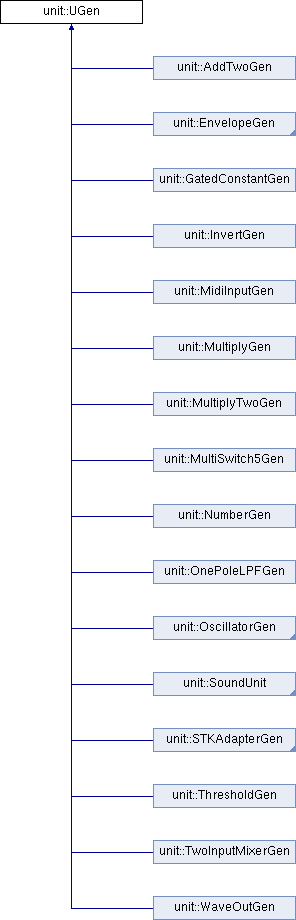 unit::UGen
unit::AddTwoGen
unit::EnvelopeGen
unit::GatedConstantGen
unit::InvertGen
unit::MidiInputGen
unit::MultiplyGen
unit::MultiplyTwoGen
unit::MultiSwitch5Gen
unit::NumberGen
unit::OnePoleLPFGen
unit::OscillatorGen
unit::SoundUnit
unit::STKAdapterGen
unit::ThresholdGen
unit::TwoInputMixerGen
unit::WaveOutGen